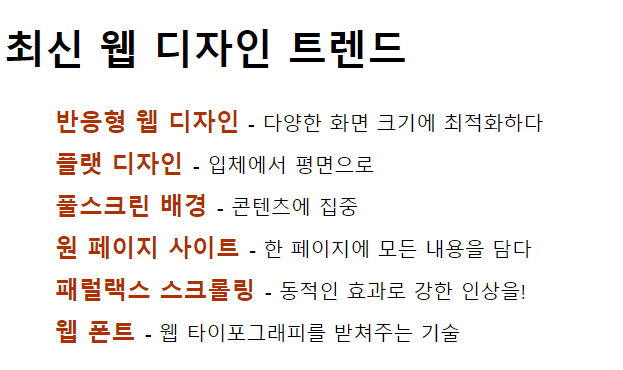 최신 웹 디자인 트렌드
반응형 웹 디자인 - 다양한 화면 크기에 최적화하다
플랫 디자인 - 입체에서 평면으로
풀스크린 배경 - 콘텐츠에 집중
원 페이지 사이트 - 한 페이지에 모든 내용을 담다
패럴랙스 스크롤링 - 동적인 효과로 강한 인상을!
웹 폰트 - 웹 타이포그래피를 받쳐주는 기술